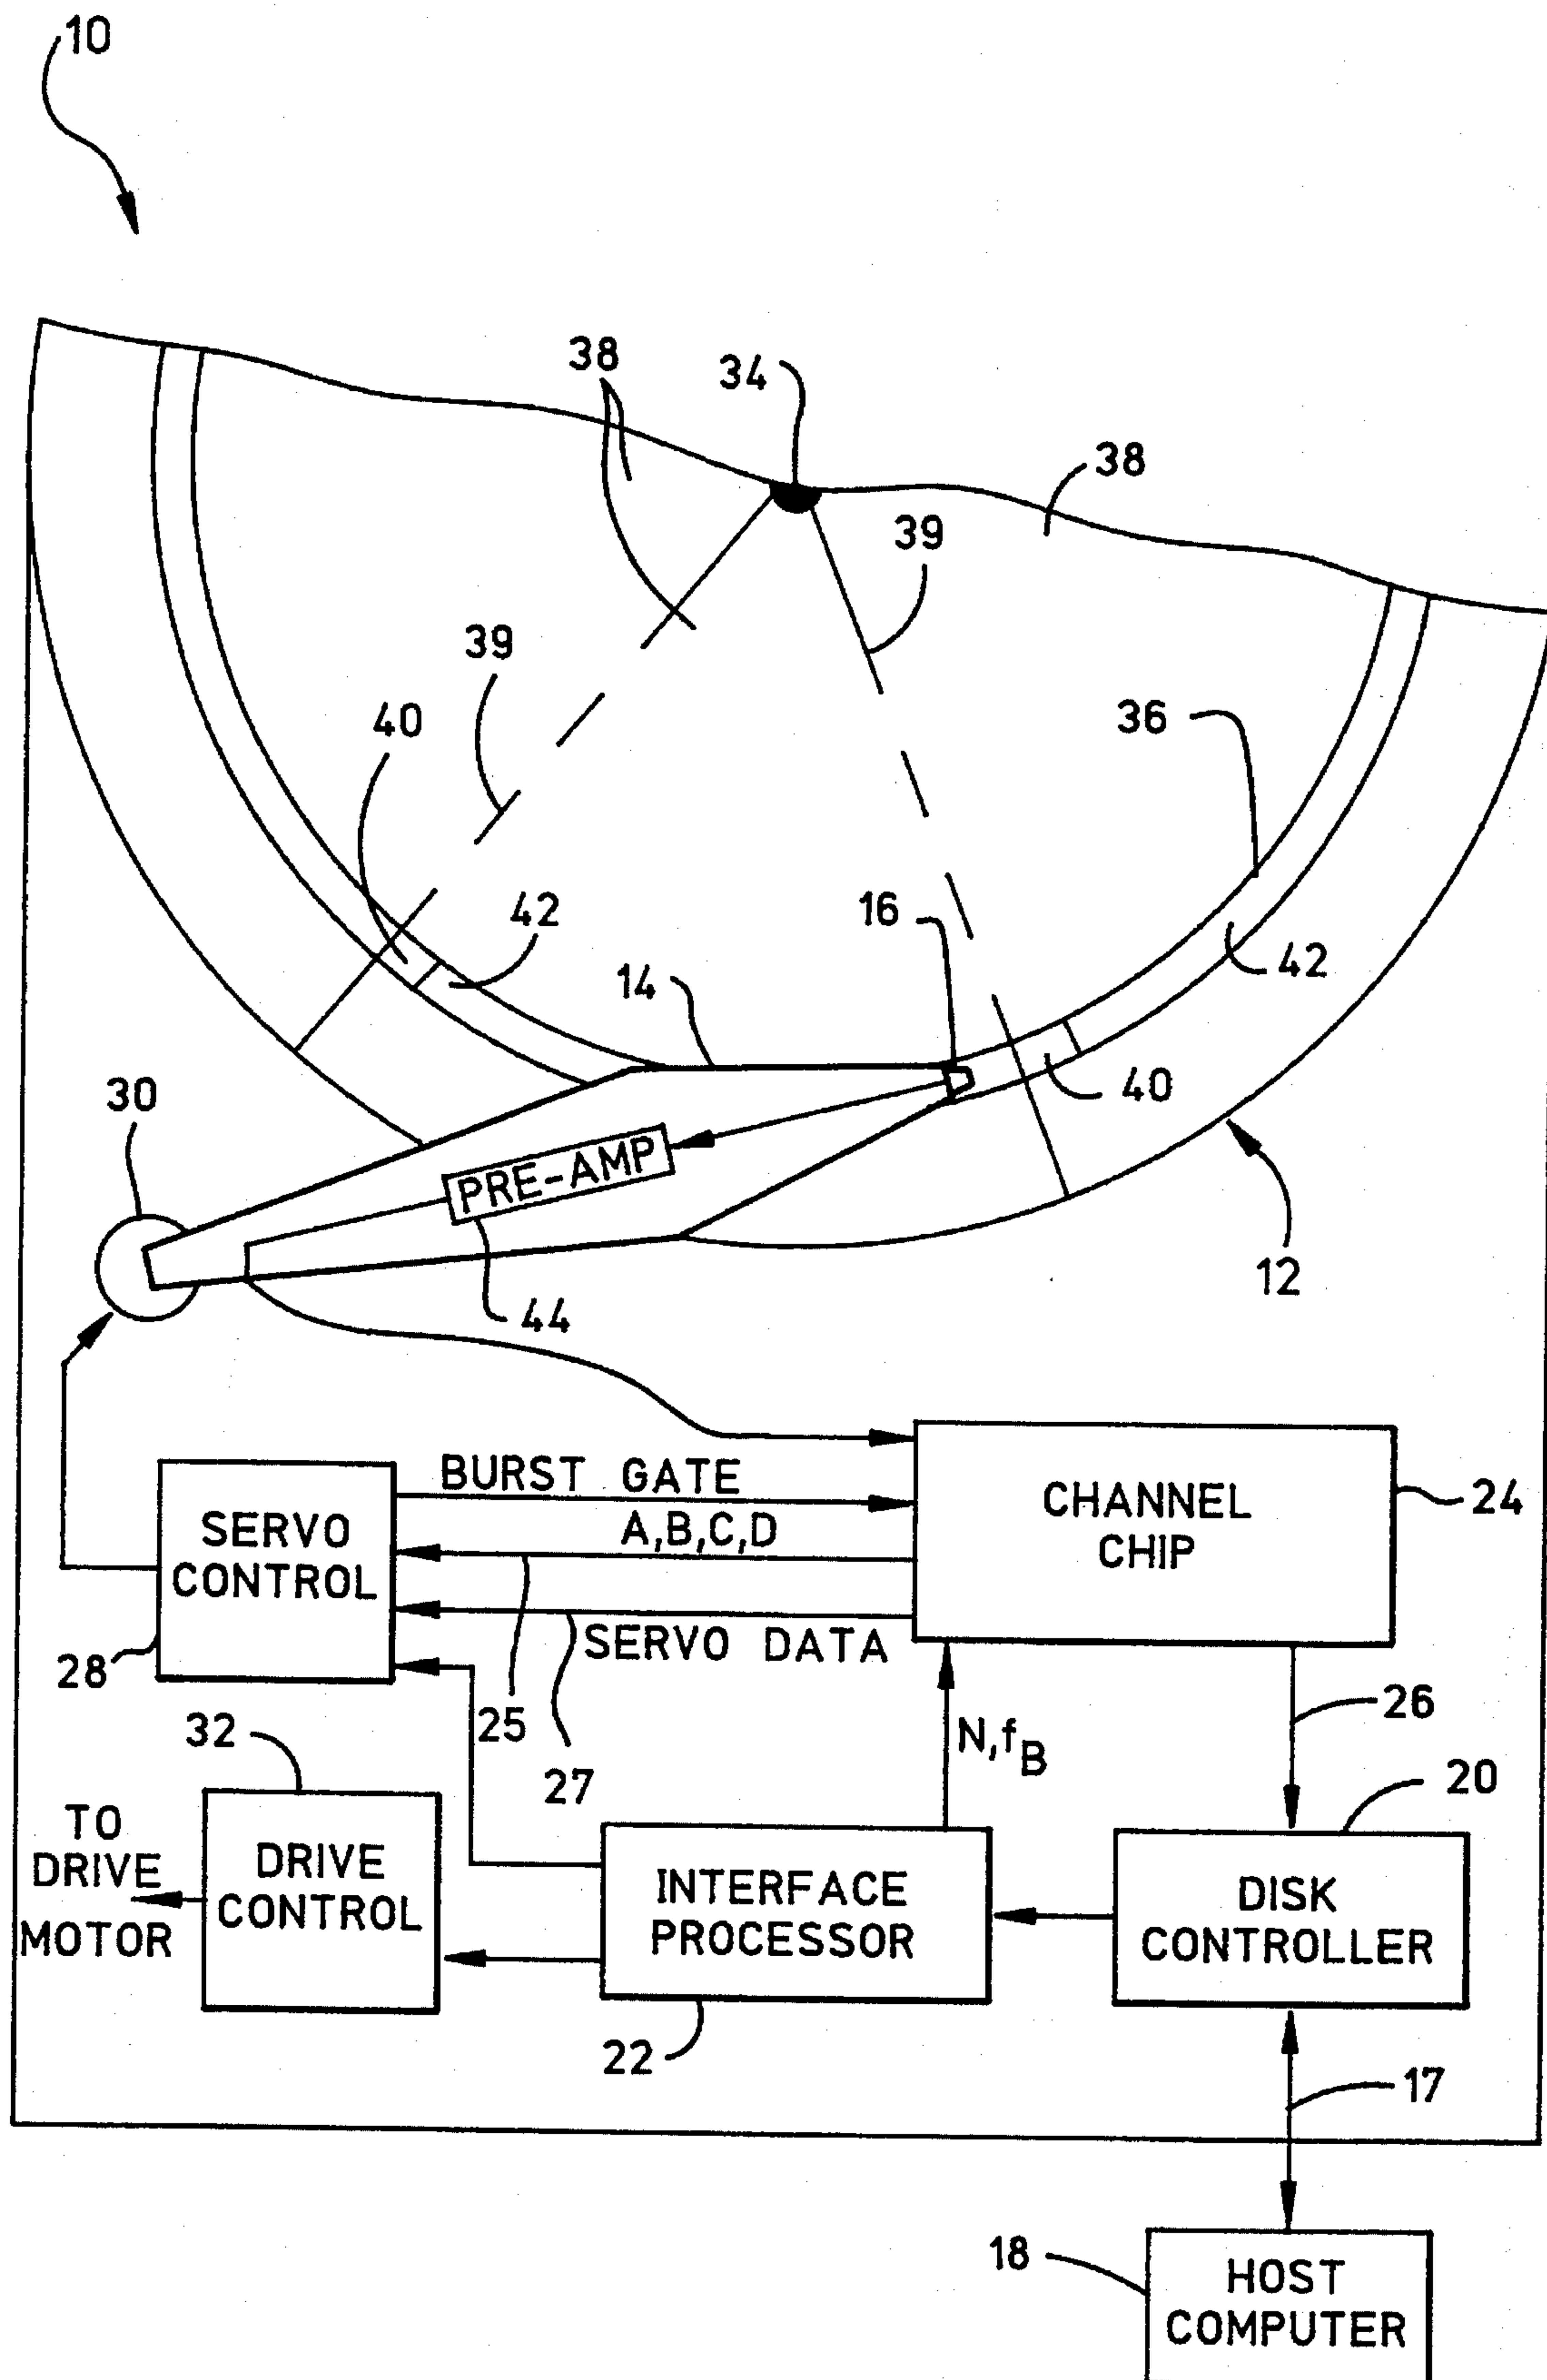 10
38
34
38
39
39
40
36
42
16
42
14
40
30
PRE-AMP
12
44
BURST GATE
CHANNEL
CHIP
24
SERVO
CONTROL
A,B,C,D
SERVO DATA
28
25
26
32
N,fB
27
20
TO
DRIVE
MOTOR
DRIVE
CONTROL
INTERFACE
PROCESSOR
DISK
CONTROLLER
22
17
18
HOST
COMPUTER